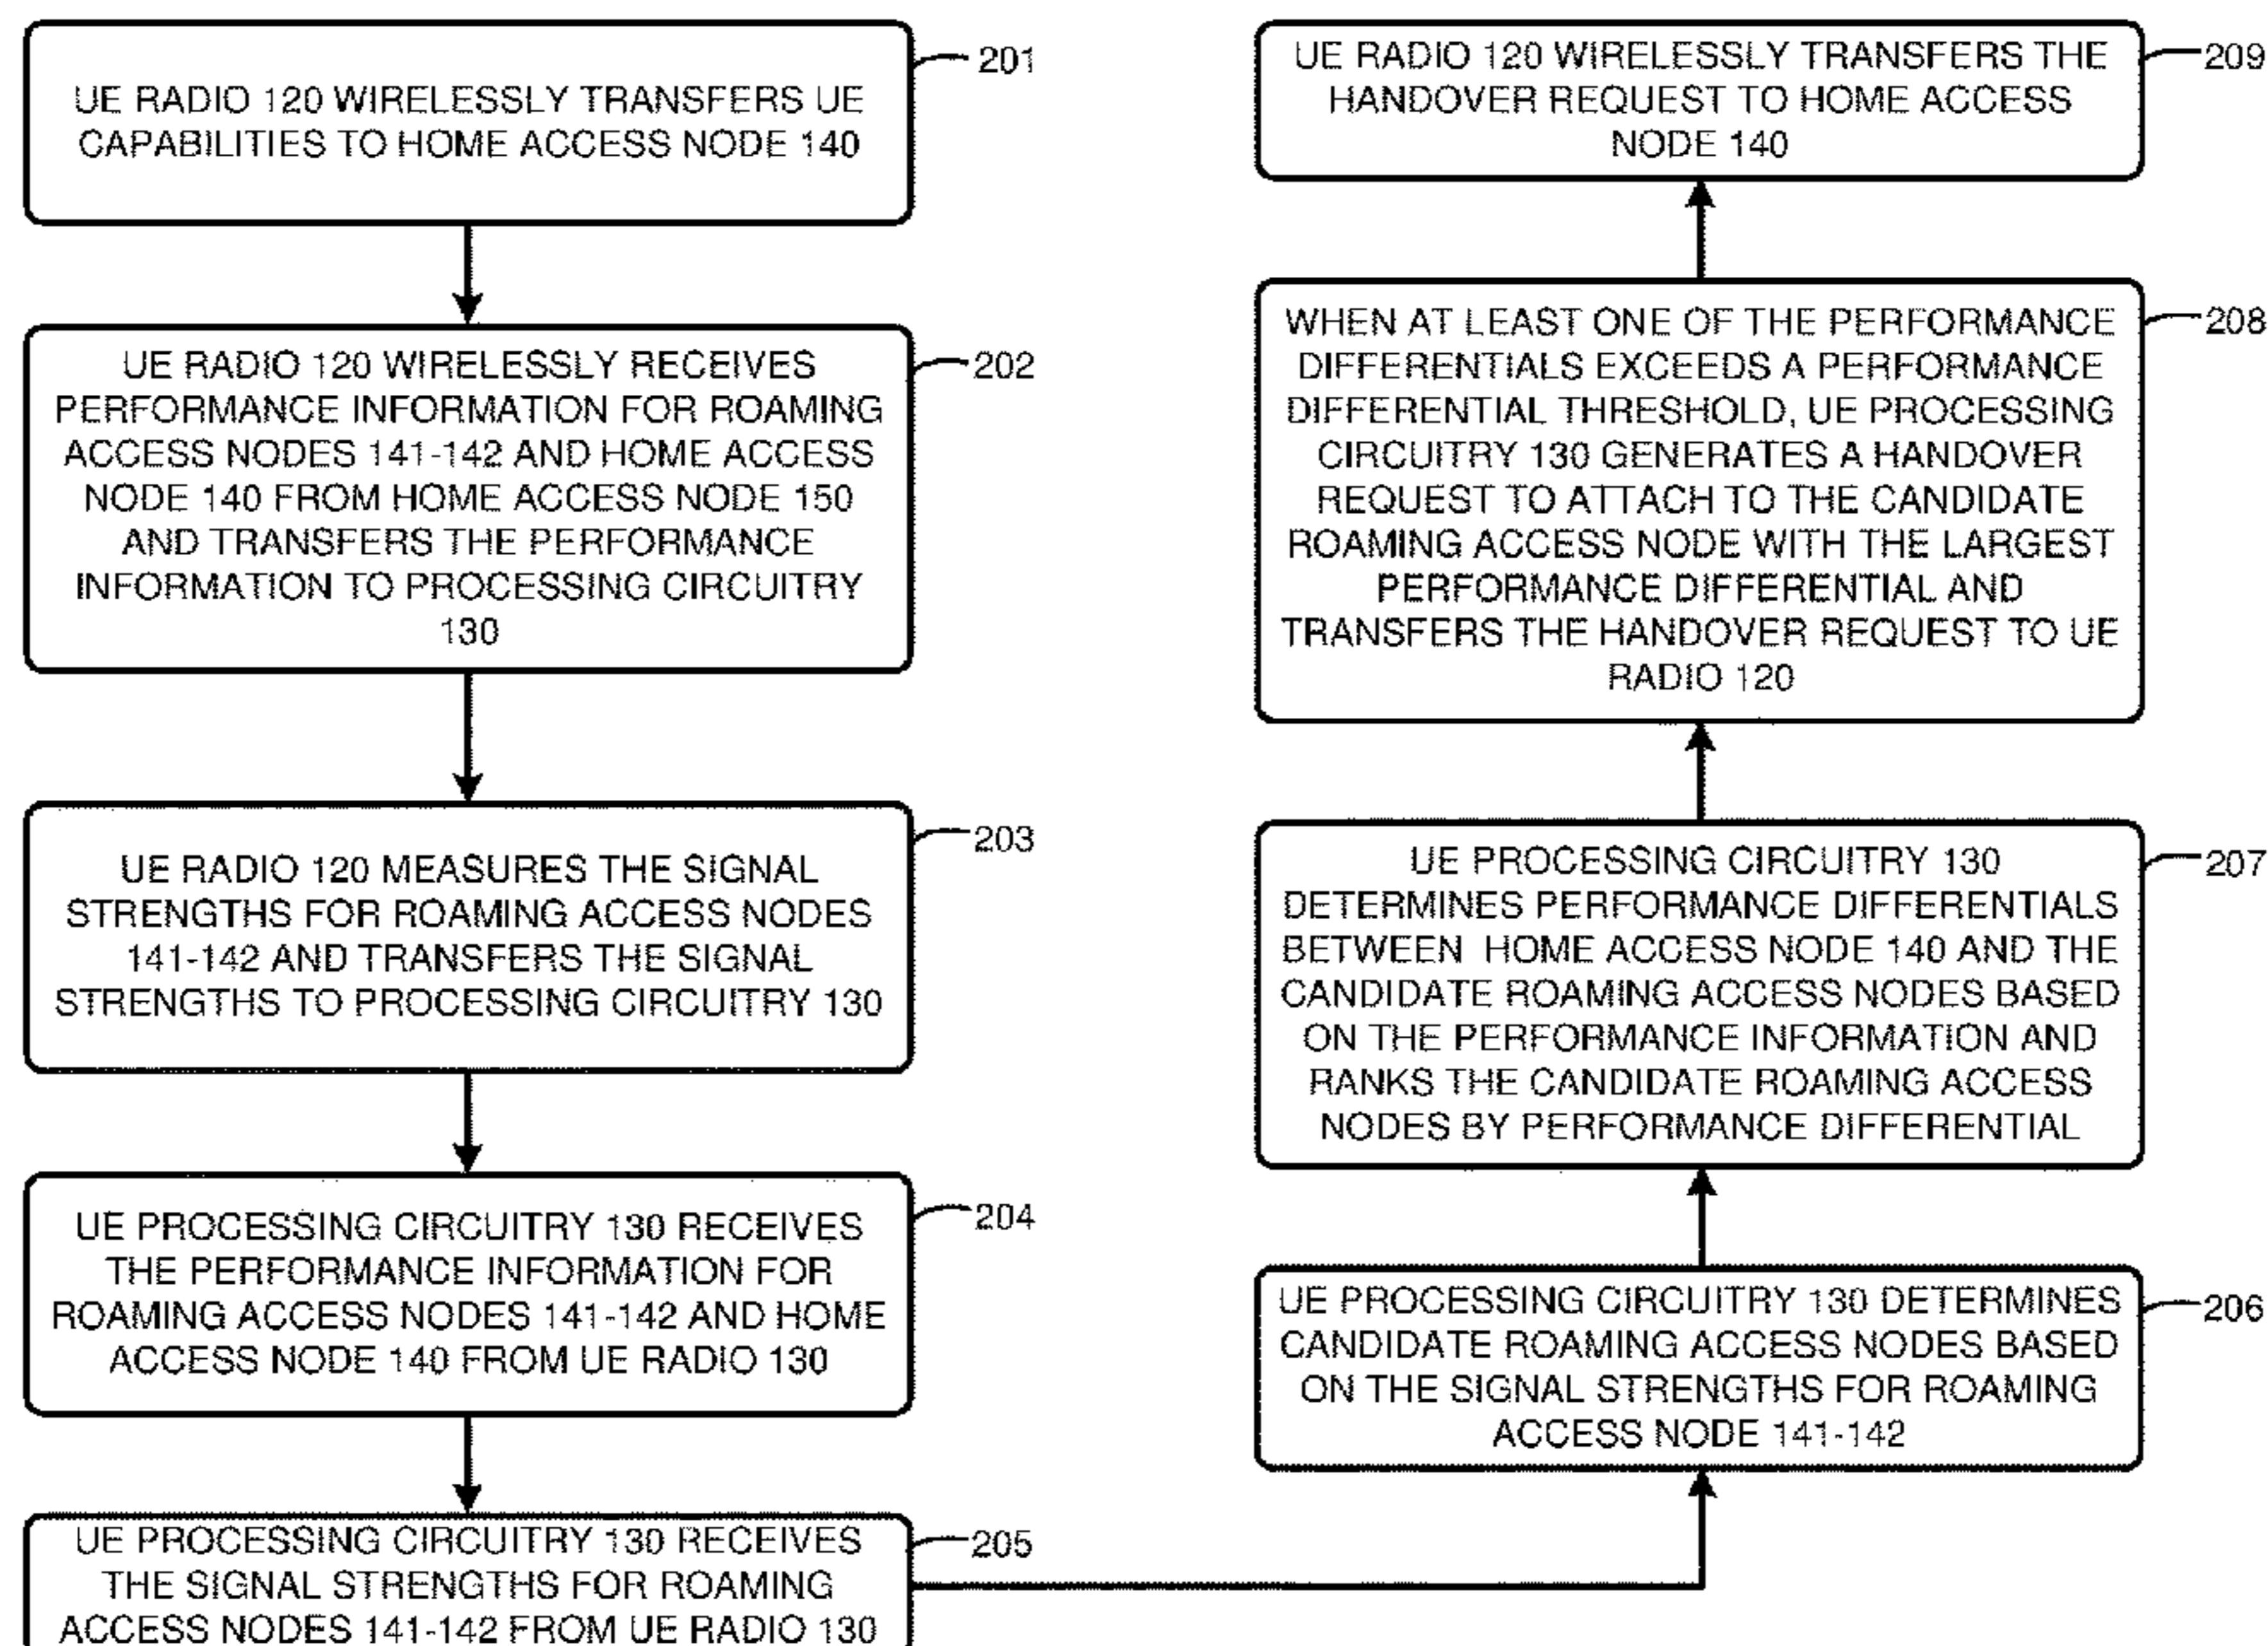 UE RADIO 120 WIRELESSLY TRANSFERS UE
CAPABILITIES TO HOME ACCESS NODE 140
201
UE RADIO 120 WIRELESSLY RECEIVES
PERFORMANCE INFORMATION FOR ROAMING
ACCESS NODES 141-142 AND HOME ACCESS
NODE 140 FROM HOME ACCESS NODE 150
AND TRANSFERS THE PERFORMANCE
INFORMATION TO PROCESSING CIRCUITRY
130
202
UE RADIO 120 MEASURES THE SIGNAL
STRENGTHS FOR ROAMING ACCESS NODES
141-142 AND TRANSFERS THE SIGNAL
STRENGTHS TO PROCESSING CIRCUITRY 130
203
UE PROCESSING CIRCUITRY 130 RECEIVES
THE PERFORMANCE INFORMATION FOR
ROAMING ACCESS NODES 141-142 AND HOME
ACCESS NODE 140 FROM UE RADIO 130
204
UE PROCESSING CIRCUITRY 130 RECEIVES
THE SIGNAL STRENGTHS FOR ROAMING
ACCESS NODES 141-142 FROM UE RADIO 130
205
UE PROCESSING CIRCUITRY 130 DETERMINES
CANDIDATE ROAMING ACCESS NODES BASED
ON THE SIGNAL STRENGTHS FOR ROAMING
ACCESS NODE 141-142
206
UE PROCESSING CIRCUITRY 130
DETERMINES PERFORMANCE DIFFERENTIALS
BETWEEN HOME ACCESS NODE 140 AND THE
CANDIDATE ROAMING ACCESS NODES BASED
ON THE PERFORMANCE INFORMATION AND
RANKS THE CANDIDATE ROAMING ACCESS
NODES BY PERFORMANCE DIFFERENTIAL
207
WHEN AT LEAST ONE OF THE PERFORMANCE
DIFFERENTIALS EXCEEDS A PERFORMANCE
DIFFERENTIAL THRESHOLD, UE PROCESSING
CIRCUITRY 130 GENERATES A HANDOVER
REQUEST TO ATTACH TO THE CANDIDATE
ROAMING ACCESS NODE WITH THE LARGEST
PERFORMANCE DIFFERENTIAL AND
TRANSFERS THE HANDOVER REQUEST TO UE
RADIO 120
208
UE RADIO 120 WIRELESSLY TRANSFERS THE
HANDOVER REQUEST TO HOME ACCESS
NODE 140
209